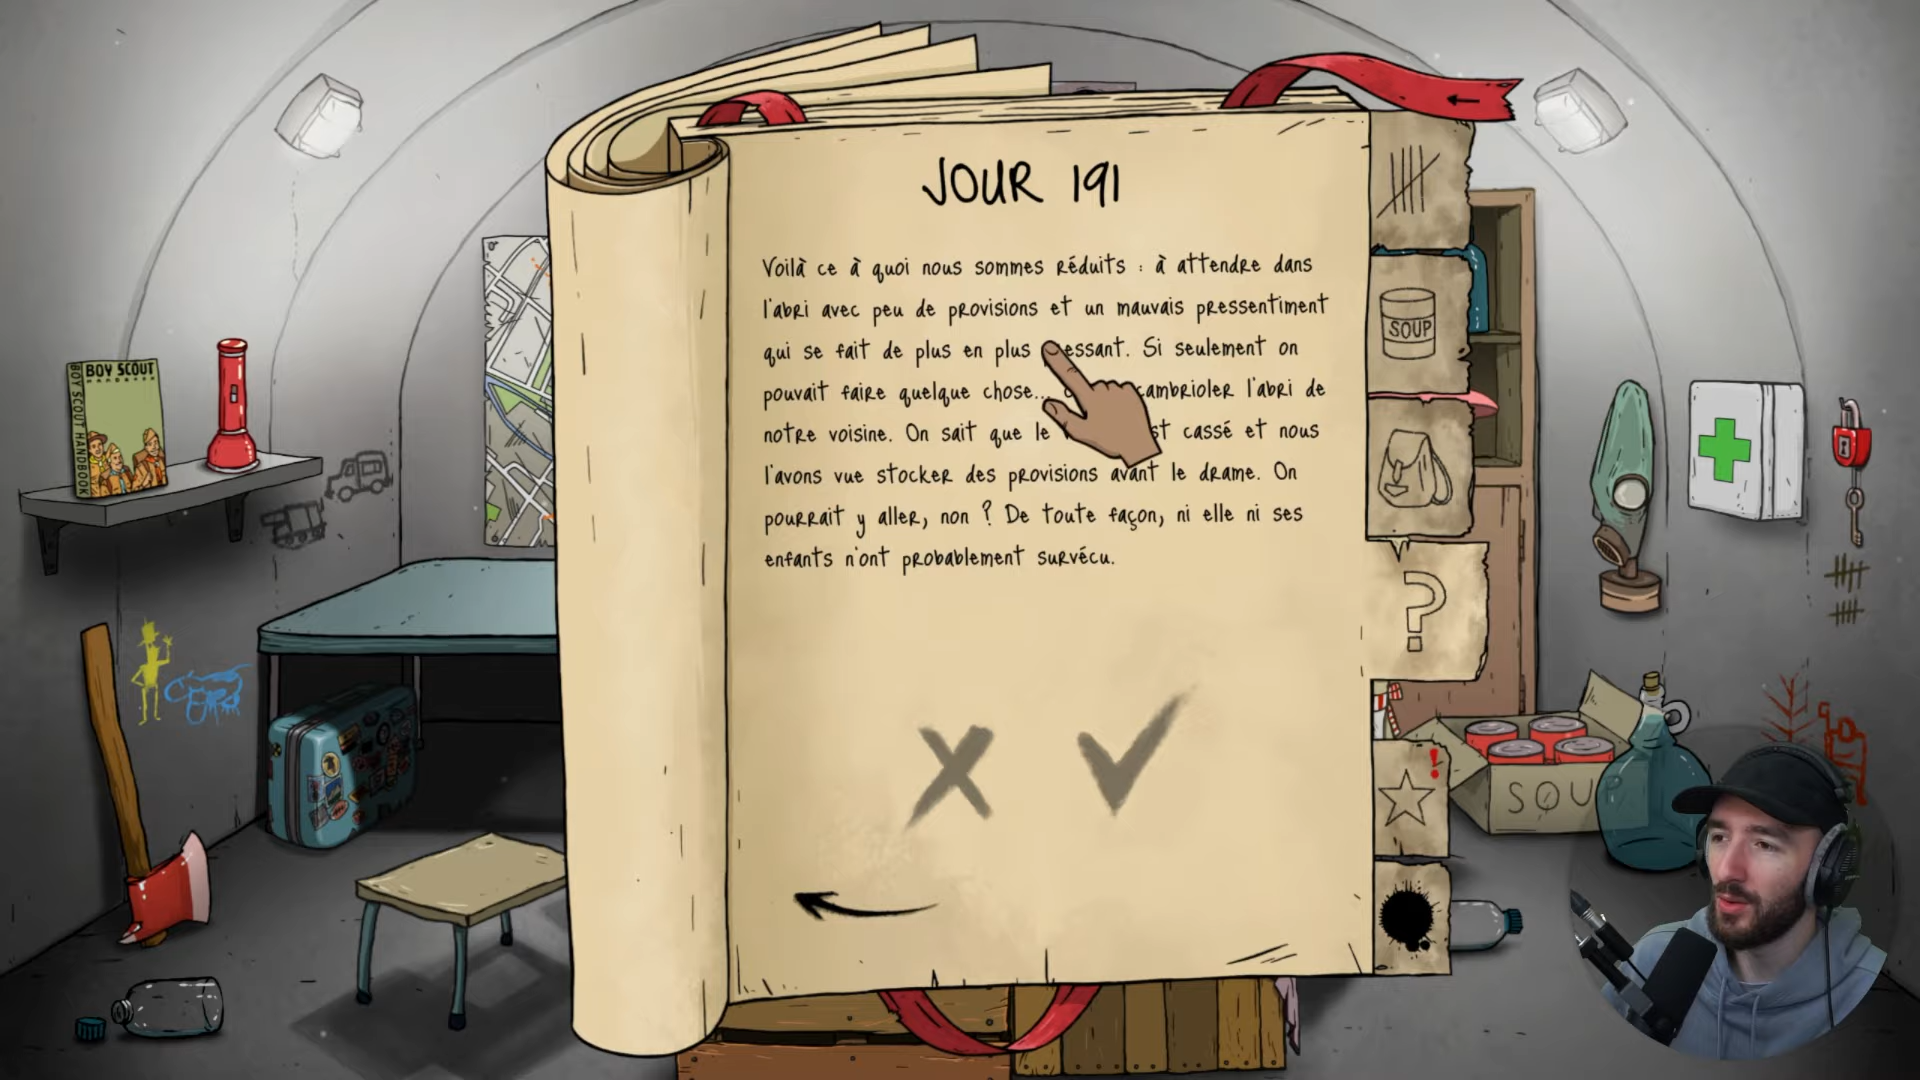 JOUR 191
Voilà ce à quoi nous sommes réduits : à attendre dans
l'abri avec peu de provisions et un mauvais pressentiment
qui se fait de plus en plus essant. Si seulement on
pouvait faire quelque chose... cambrioler l'abri de
notre voisine. On sait que le st cassé et nous
l'avons vue stocker des provisions avant le drame. On
pourrait y aller, non ? De toute façon, ni elle ni ses
enfants n'ont probablement survécu.
BOY SCOUT
BOY SCOUT HANDBOOK
SOUP
SOU